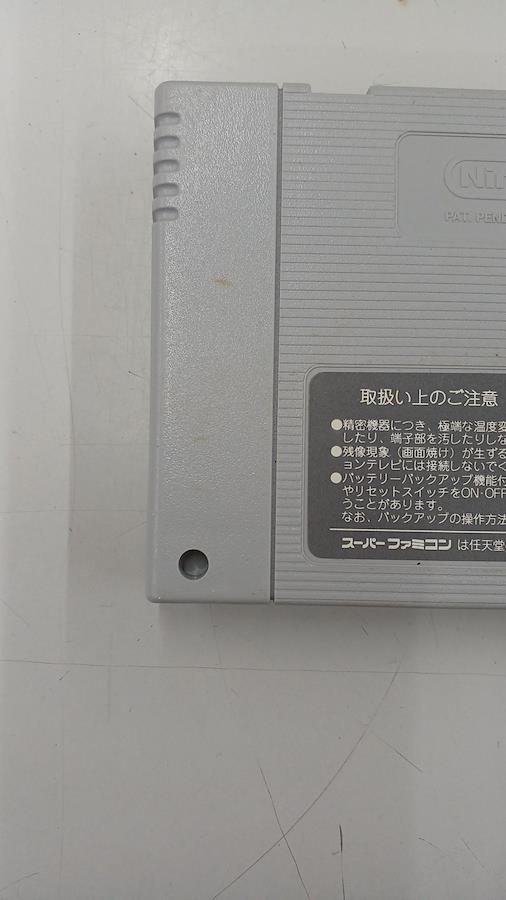 Nin
PAT. PEND
取扱い上のご注意
●精密機器につき、極端な温度変
したり、端子部を汚したりしな
●残像現象（画面焼け）が生ずる
ョンテレビには接続しないでく
●バッテリーバックアップ機能付
やリセットスイッチをON・OFF
うことがあります。
なお、バックアップの操作方法
スーパーファミコン は任天堂